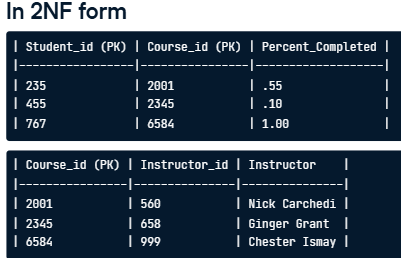 In 2NF form
| Student_id (PK) | Course_id (PK) | Percent_Completed |
|-----------------|----------------|-------------------|
| 235 | 2001 | .55 |
| 455 | 2345 | .10 |
| 767 | 6584 | 1.00 |
| Course_id (PK) | Instructor_id | Instructor |
|----------------|---------------|--------------|
| 2001 | 560 | Nick Carchedi |
| 2345 | 658 | Ginger Grant |
| 6584 | 999 | Chester Ismay |